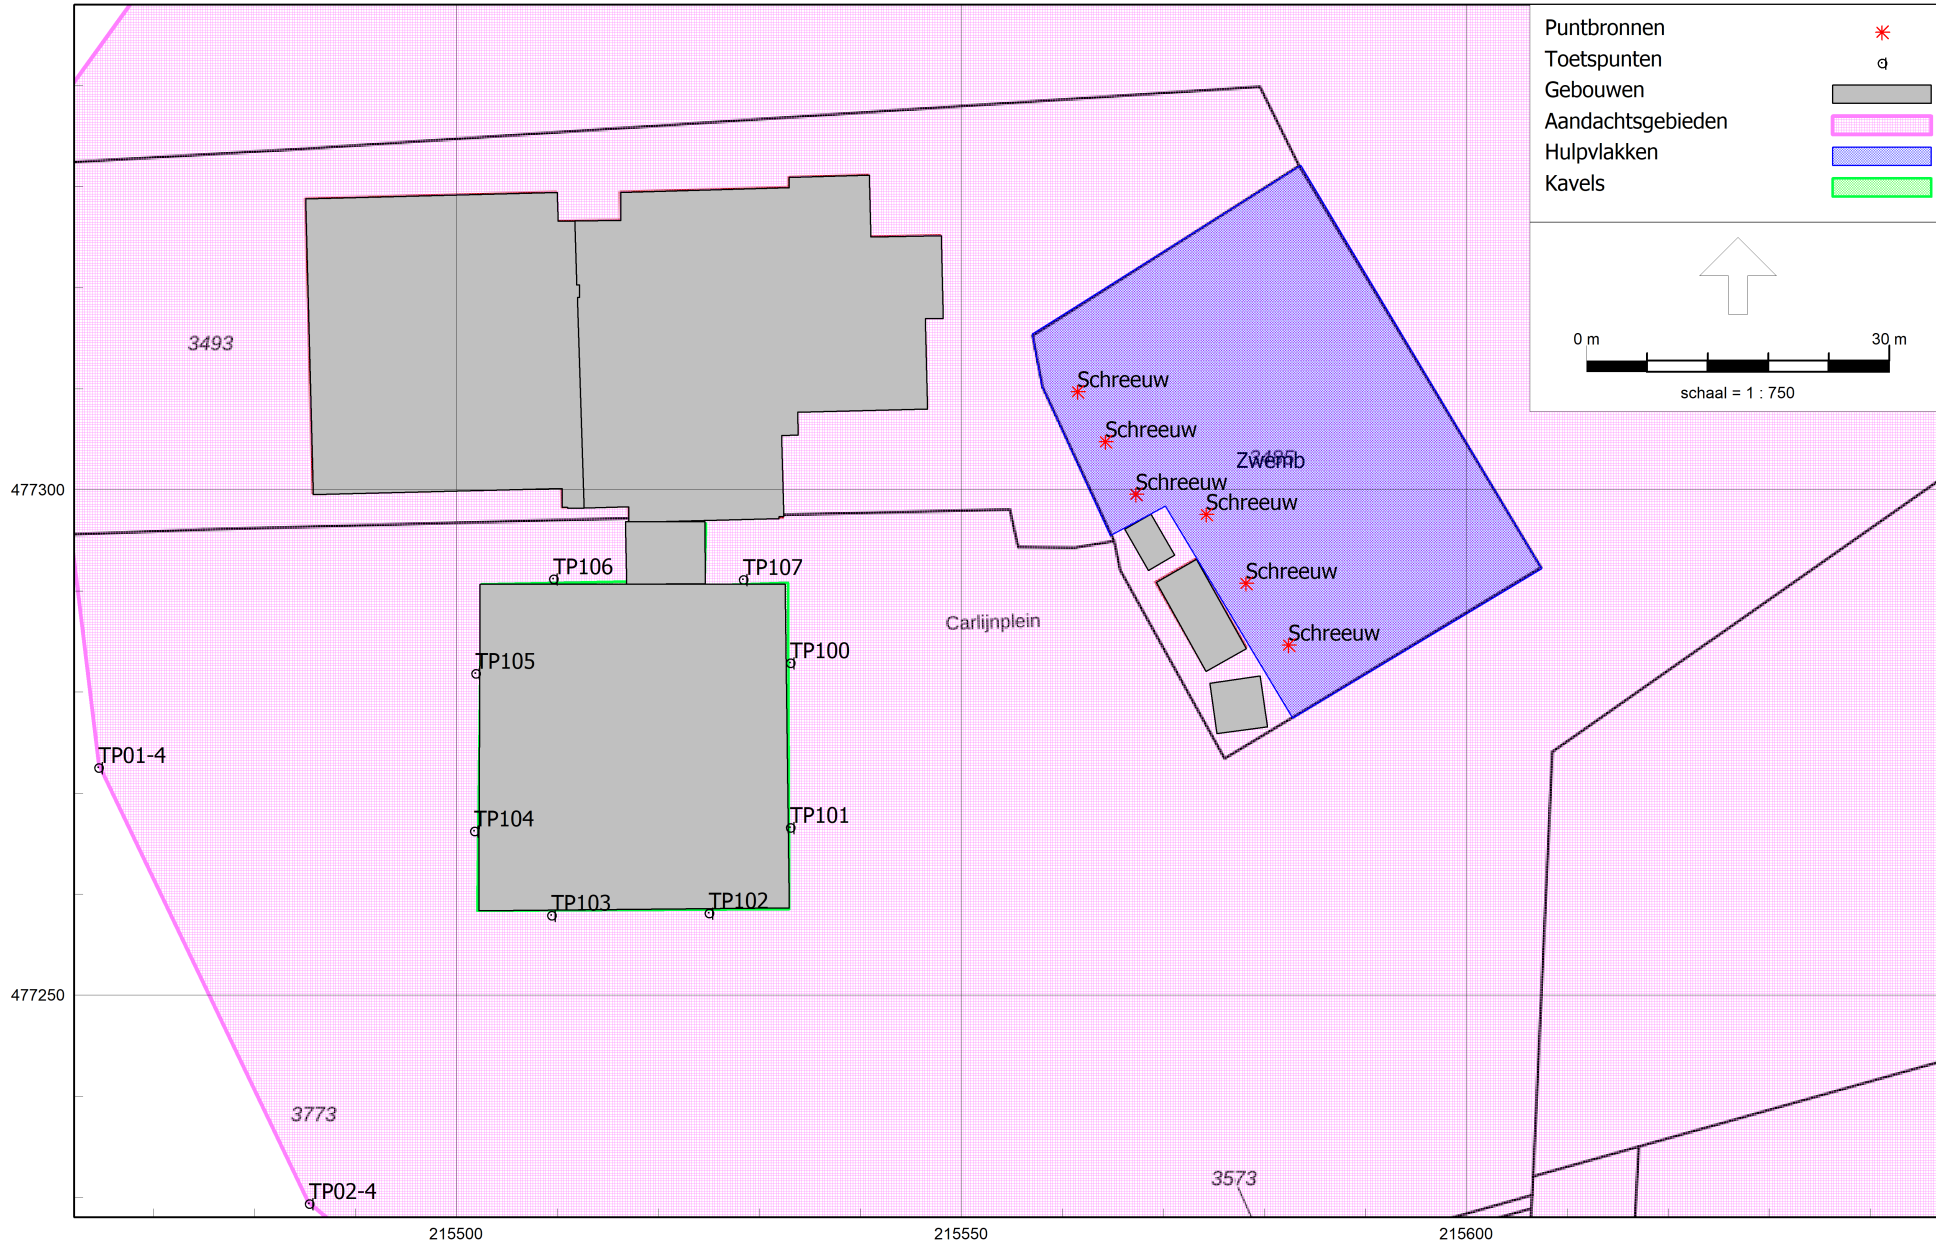 Puntbronnen
Toetspunten
Gebouwen
Aandachtsgebieden
Hulpvlakken
Kavels
0 m
30 m
schaal = 1 : 750
3493
Schreeuw
Schreeuw
Zwemb
3495
Schreeuw
Schreeuw
477300
TP106
TP107
Schreeuw
Carlijnplein
Schreeuw
TP100
TP105
TP01-4
TP104
TP101
TP103
TP102
477250
3773
3573
TP02-4
215500
215550
215600